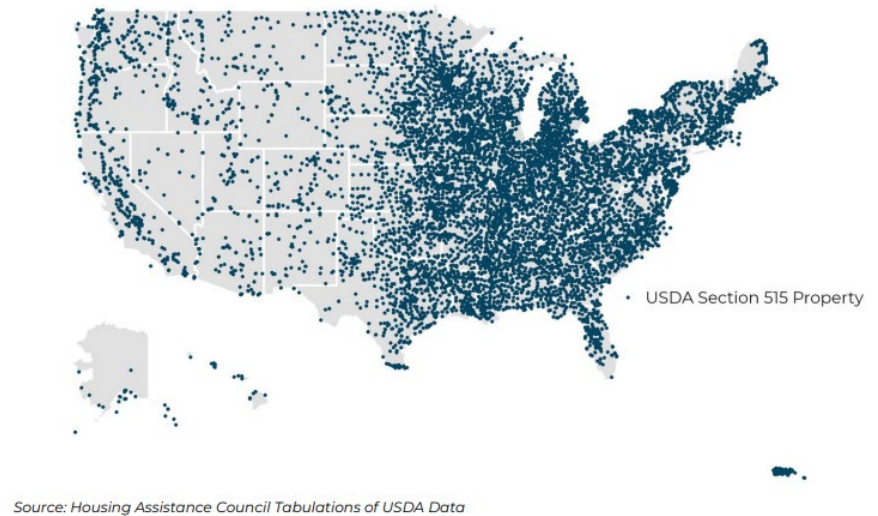 USDA Section 515 Property
Source: Housing Assistance Council Tabulations of USDA Data